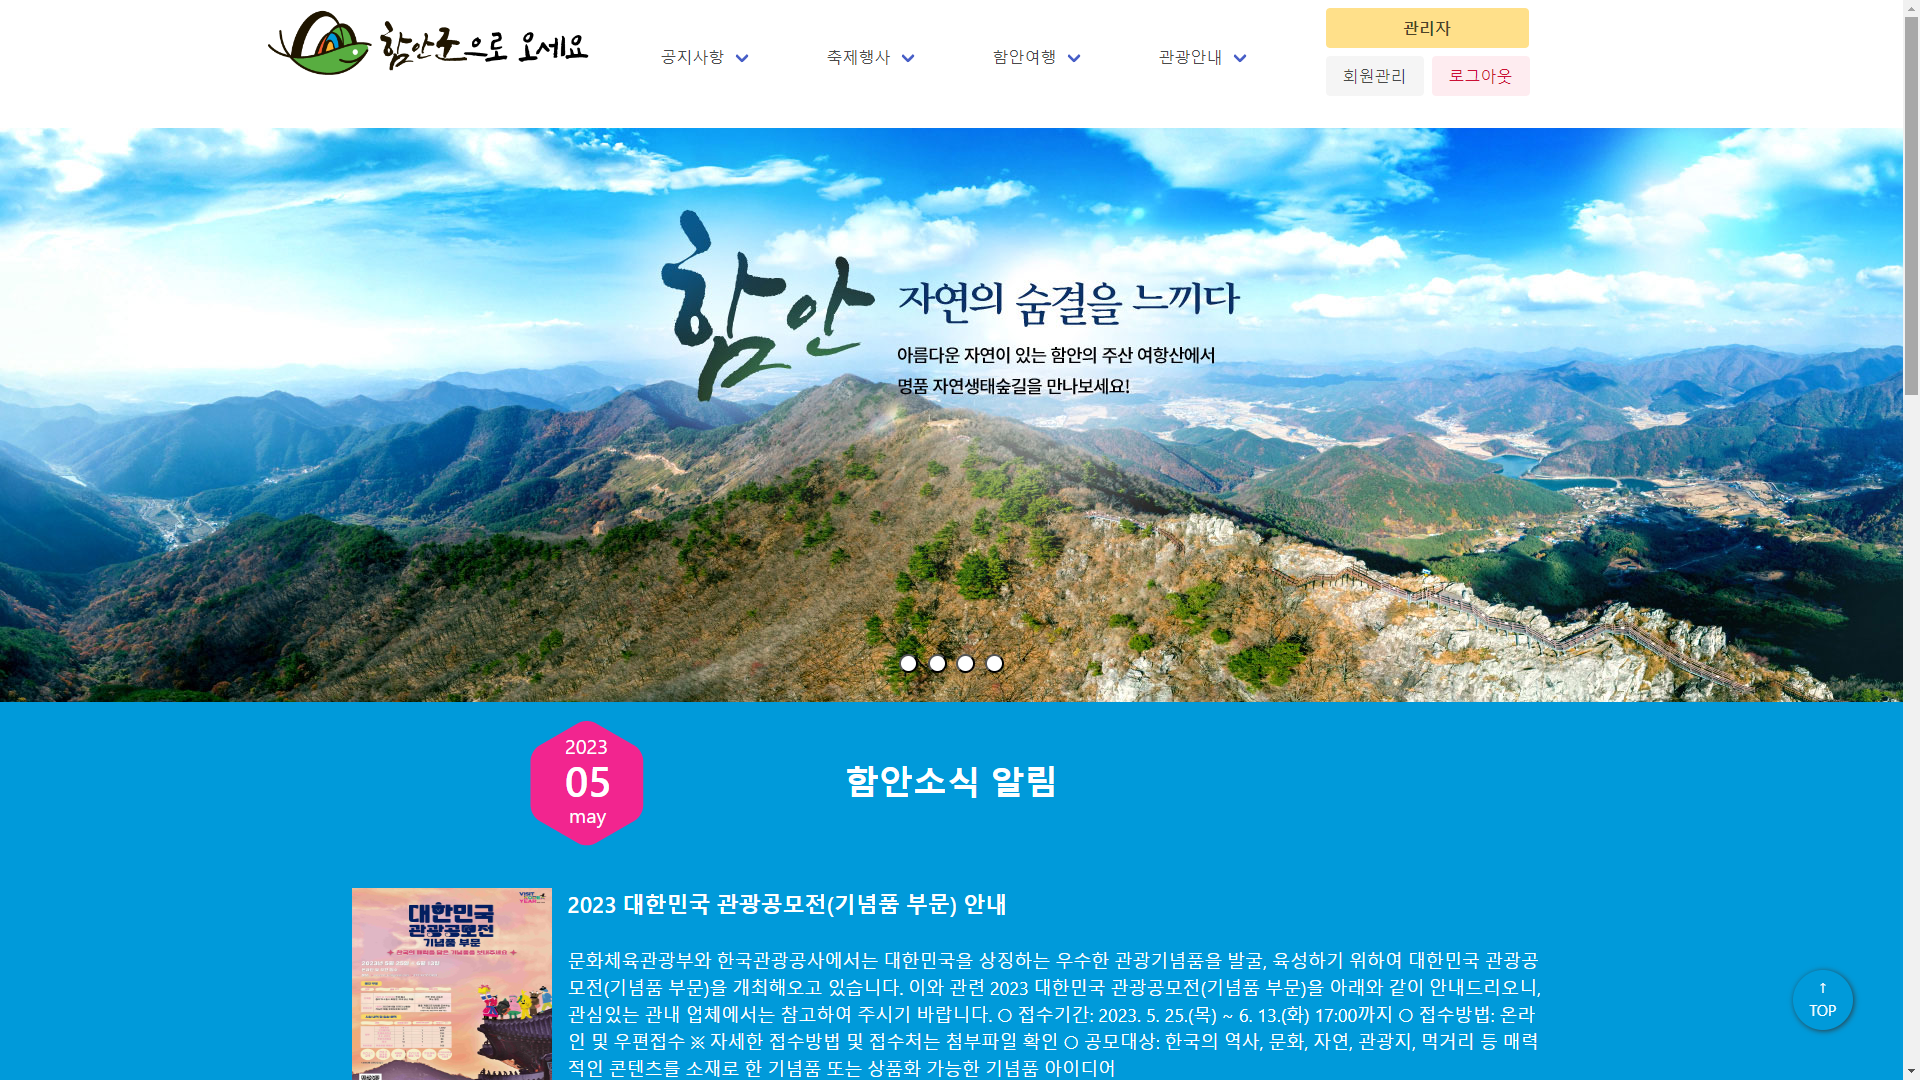 함안군으로 오세요
공지사항
축제행사
함안여행
관광안내
관리자
회원관리
로그아웃
함안
자연의 숨결을 느끼다
아름다운 자연이 있는 함안의 주산 여항산에서
명품 자연생태숲길을 만나보세요!
2023
05
may
함안소식 알림
대한민국
관광공모전
기념품 부문
2023 대한민국 관광공모전(기념품 부문) 안내
문화체육관광부와 한국관광공사에서는 대한민국을 상징하는 우수한 관광기념품을 발굴, 육성하기 위하여 대한민국 관광공
모전(기념품 부문)을 개최해오고 있습니다. 이와 관련 2023 대한민국 관광공모전(기념품 부문)을 아래와 같이 안내드리오니,
관심있는 관내 업체에서는 참고하여 주시기 바랍니다. ○ 접수기간: 2023. 5. 25.(목) ~ 6. 13.(화) 17:00까지 ○ 접수방법: 온라
인 및 우편접수 ※ 자세한 접수방법 및 접수처는 첨부파일 확인 ○ 공모대상: 한국의 역사, 문화, 자연, 관광지, 먹거리 등 매력
적인 콘텐츠를 소재로 한 기념품 또는 상품화 가능한 기념품 아이디어
↑
TOP